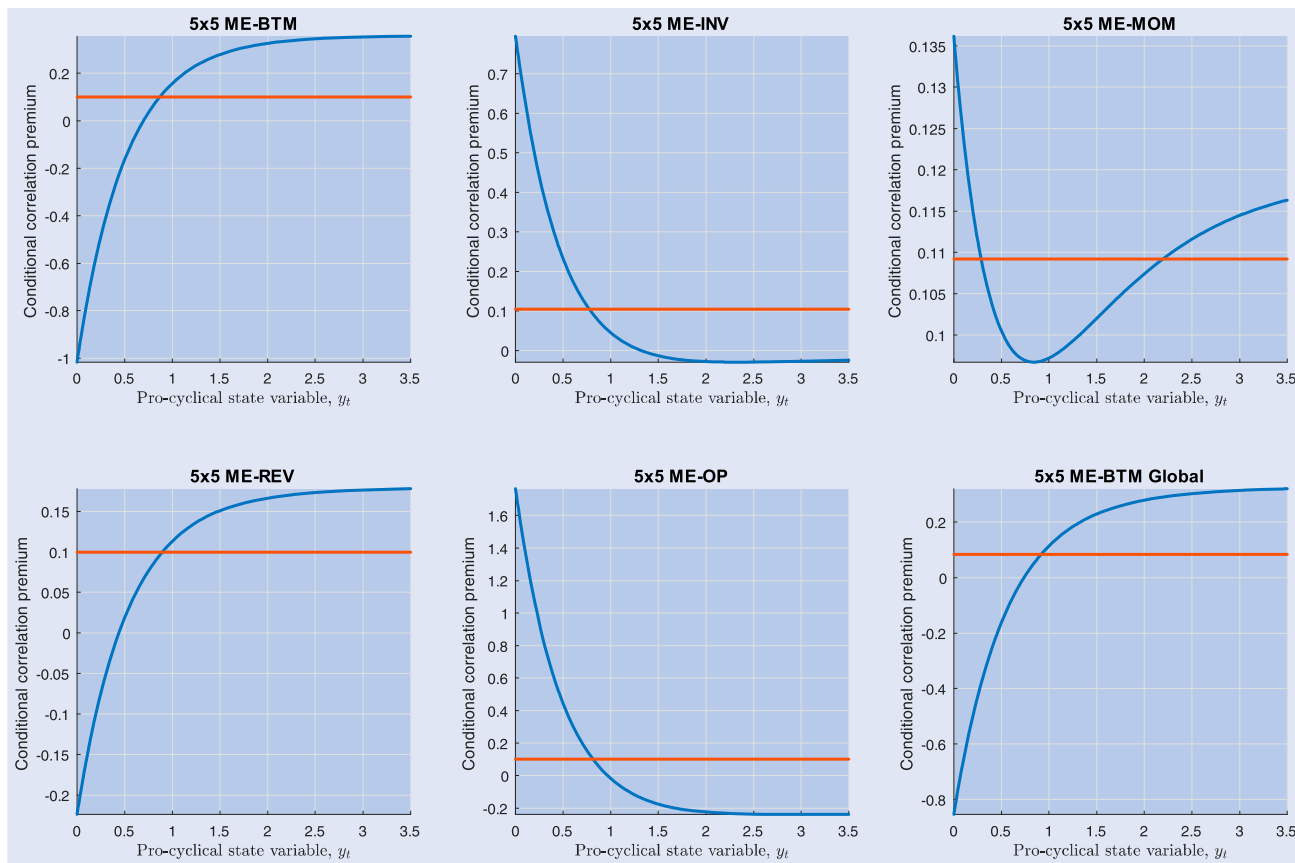 5x5 ME-BTM
Conditional correlation premium
0.2
0
-0.2
-0.4
-0.6
-0.8
-1
0 0.5 1 1.5 2 2.5 3 3.5
Pro-cyclical state variable, y_t
5x5 ME-INV
Conditional correlation premium
0.7
0.6
0.5
0.4
0.3
0.2
0.1
0
0 0.5 1 1.5 2 2.5 3 3.5
Pro-cyclical state variable, y_t
5x5 ME-MOM
Conditional correlation premium
0.135
0.13
0.125
0.12
0.115
0.11
0.105
0.1
0 0.5 1 1.5 2 2.5 3 3.5
Pro-cyclical state variable, y_t
5x5 ME-REV
Conditional correlation premium
0.15
0.1
0.05
0
-0.05
-0.1
-0.15
-0.2
0 0.5 1 1.5 2 2.5 3 3.5
Pro-cyclical state variable, y_t
5x5 ME-OP
Conditional correlation premium
1.6
1.4
1.2
1
0.8
0.6
0.4
0.2
0
-0.2
0 0.5 1 1.5 2 2.5 3 3.5
Pro-cyclical state variable, y_t
5x5 ME-BTM Global
Conditional correlation premium
0.2
0
-0.2
-0.4
-0.6
-0.8
0 0.5 1 1.5 2 2.5 3 3.5
Pro-cyclical state variable, y_t